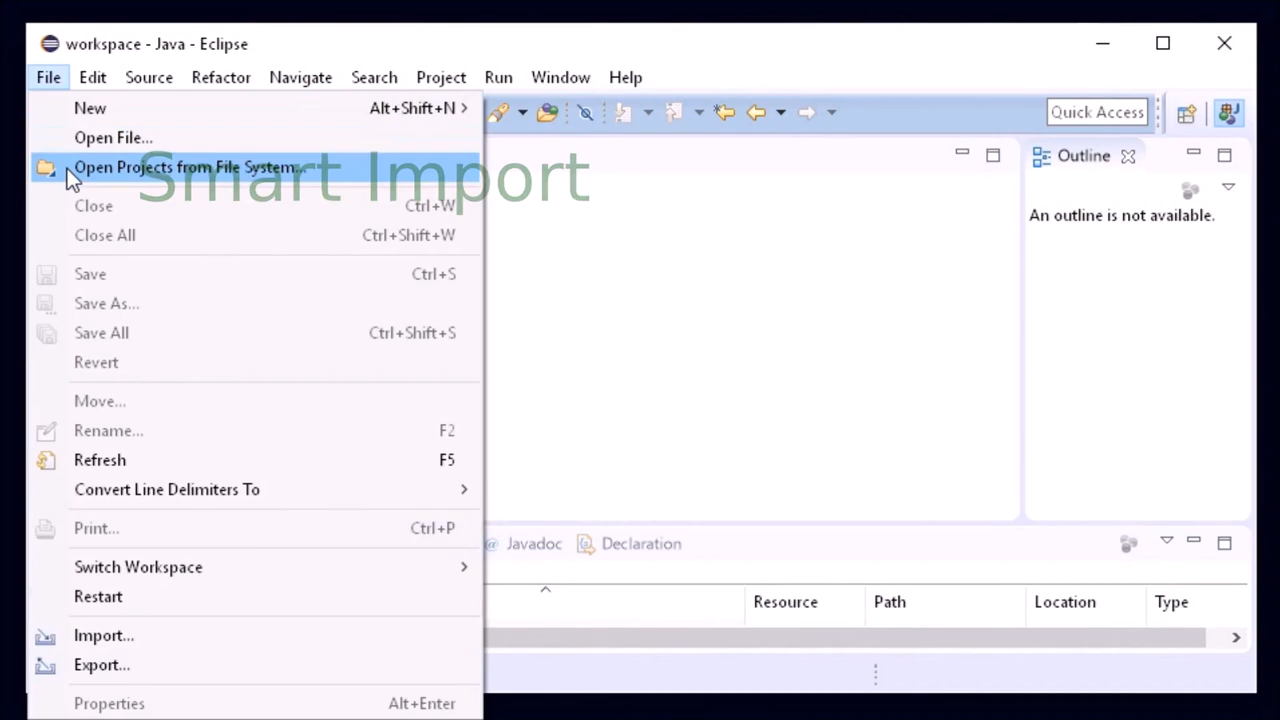 workspace - Java - Eclipse
File Edit Source Refactor Navigate Search Project Run Window Help
New Alt+Shift+N
Quick Access
Open File...
Open Projects from File System...
Smart Import
Outline
Close Ctrl+W
An outline is not available.
Close All Ctrl+Shift+W
Save Ctrl+S
Save As...
Save All Ctrl+Shift+S
Revert
Move...
Rename... F2
Refresh F5
Convert Line Delimiters To
Print... Ctrl+P
@ Javadoc Declaration
Switch Workspace
Restart
Resource Path Location Type
Import...
Export...
Properties Alt+Enter